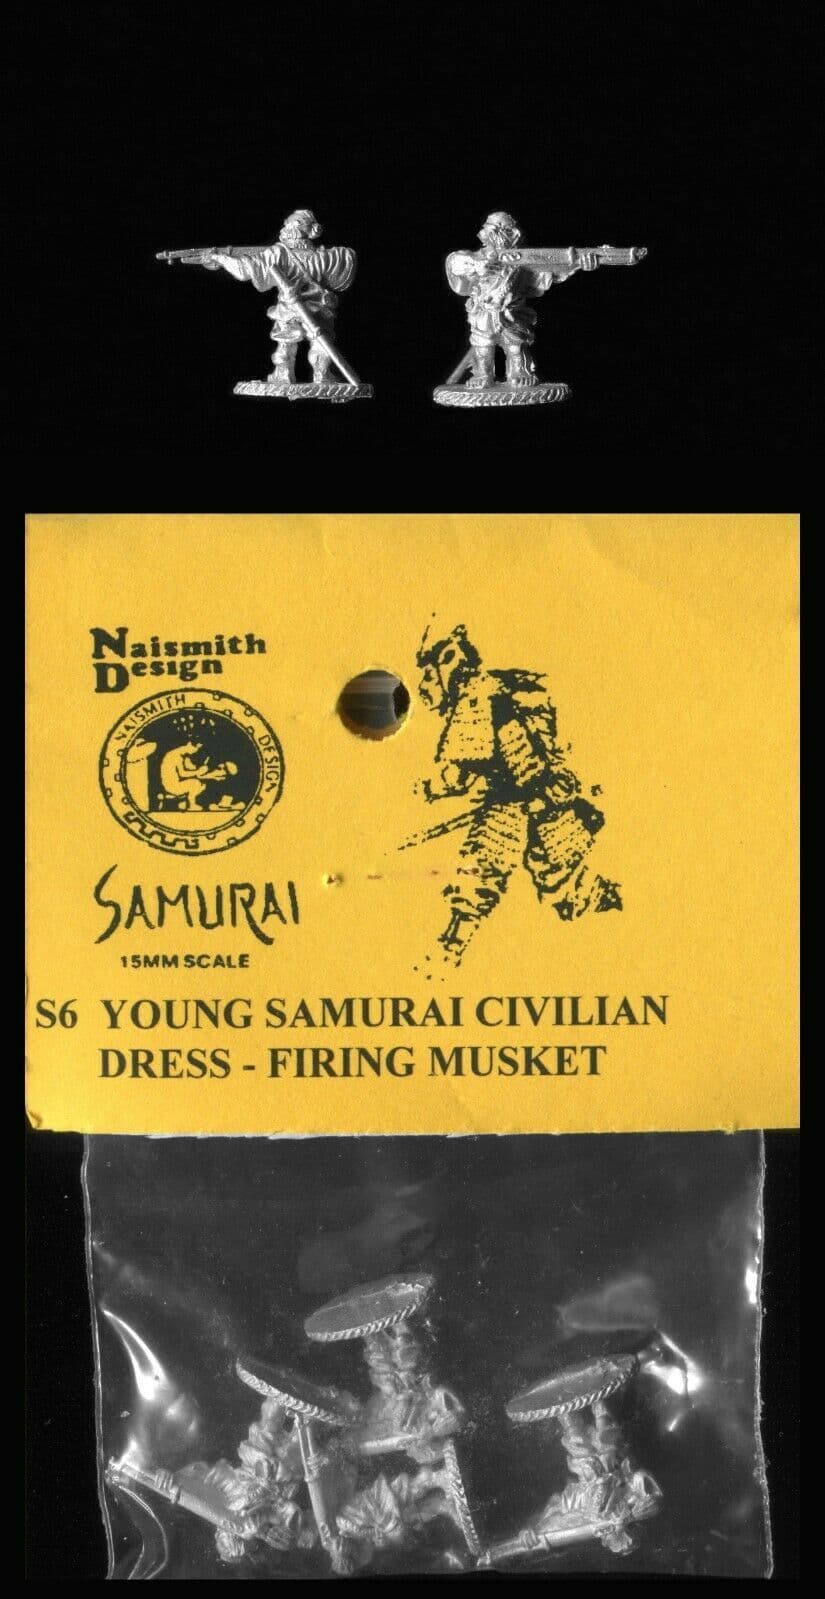 Naismith
Design
NAISMITH DESIGN
SAMURAI
15MM SCALE
S6 YOUNG SAMURAI CIVILIAN
DRESS - FIRING MUSKET